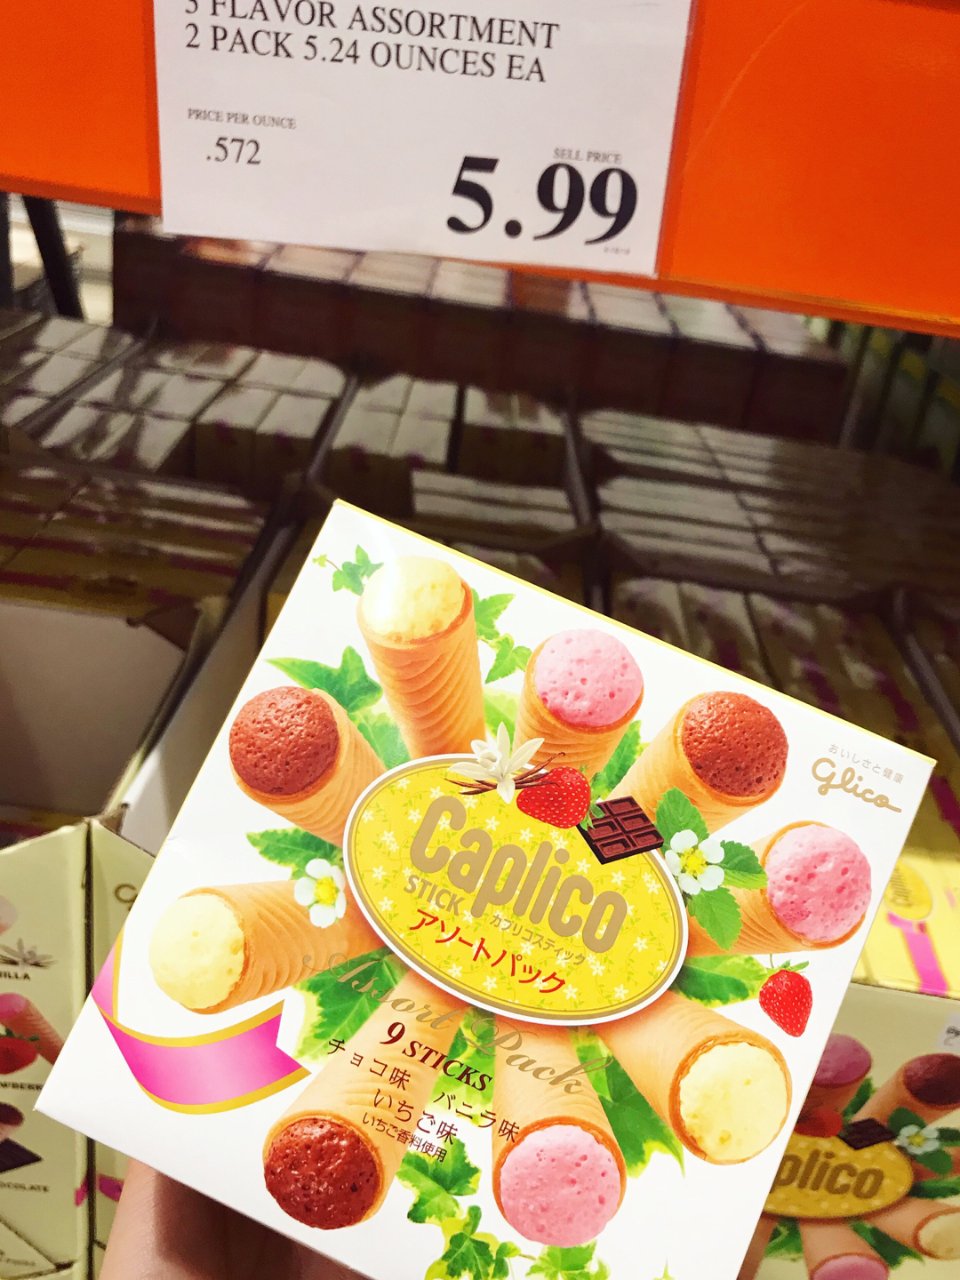 3 FLAVOR ASSORTMENT
2 PACK 5.24 OUNCES EA
PRICE PER OUNCE
.572
SELL PRICE
5.99
おいしさと健康
Glico
Caplico
STICK カプリコスティック
アソートパック
Assort Pack
9 STICKS
チョコ味 バニラ味
いちご味
いちご香料使用
plico